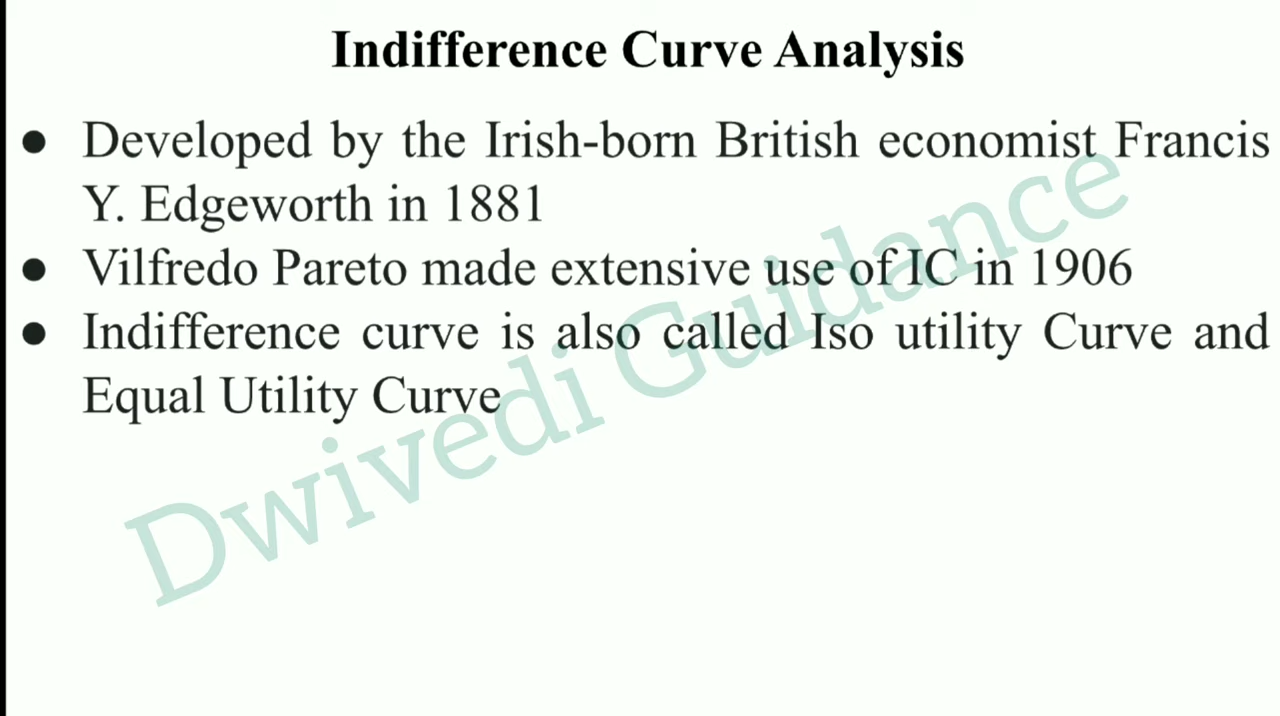 Indifference Curve Analysis
● Developed by the Irish-born British economist Francis
Y. Edgeworth in 1881
● Vilfredo Pareto made extensive use of IC in 1906
● Indifference curve is also called Iso utility Curve and
Equal Utility Curve
Dwivedi Guidance